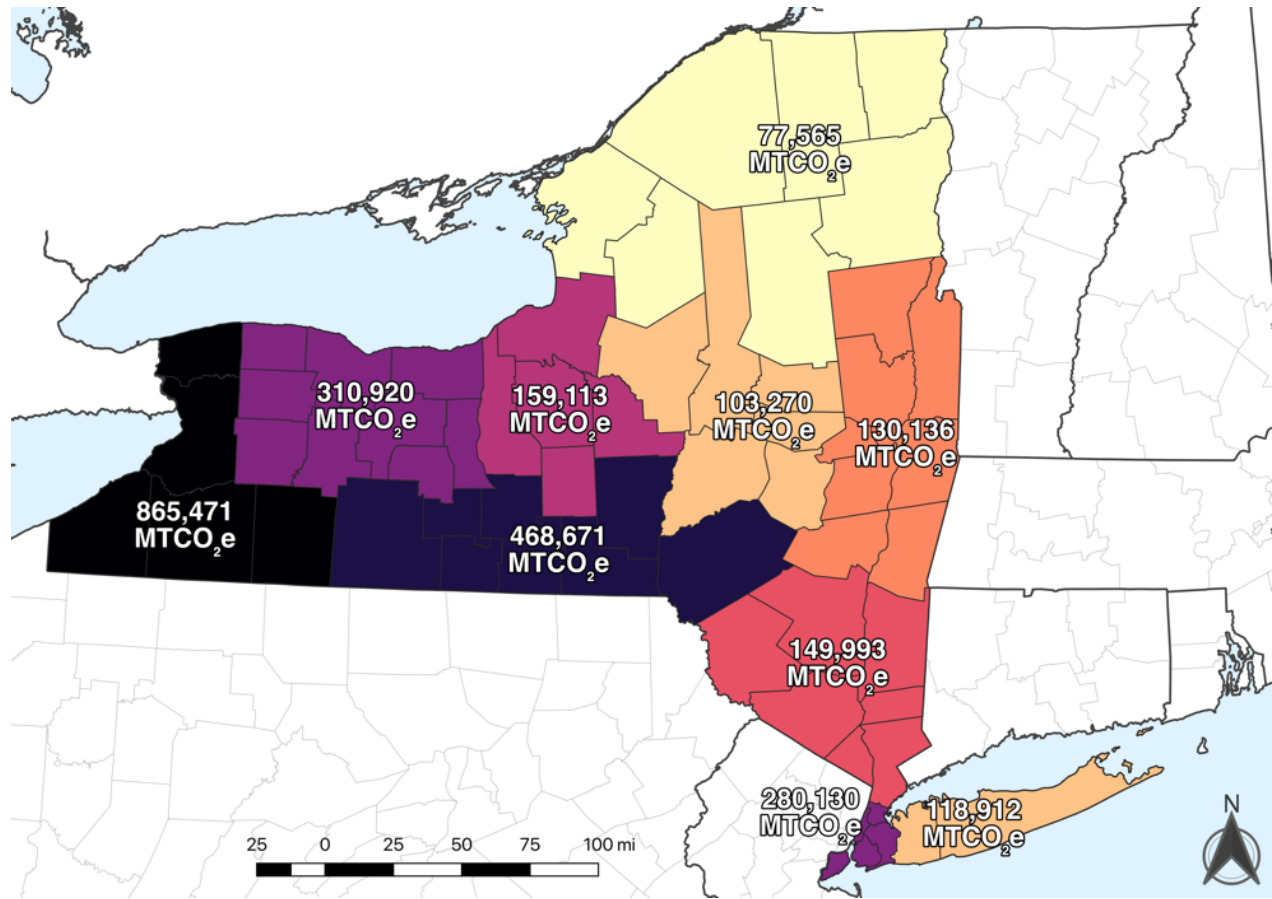 77,565
MTCO₂e
310,920
MTCO₂e
159,113
MTCO₂e
103,270
MTCO₂e
130,136
MTCO₂e
865,471
MTCO₂e
468,671
MTCO₂e
149,993
MTCO₂e
280,130
MTCO₂e
118,912
MTCO₂e
N
25 0 25 50 75 100 mi